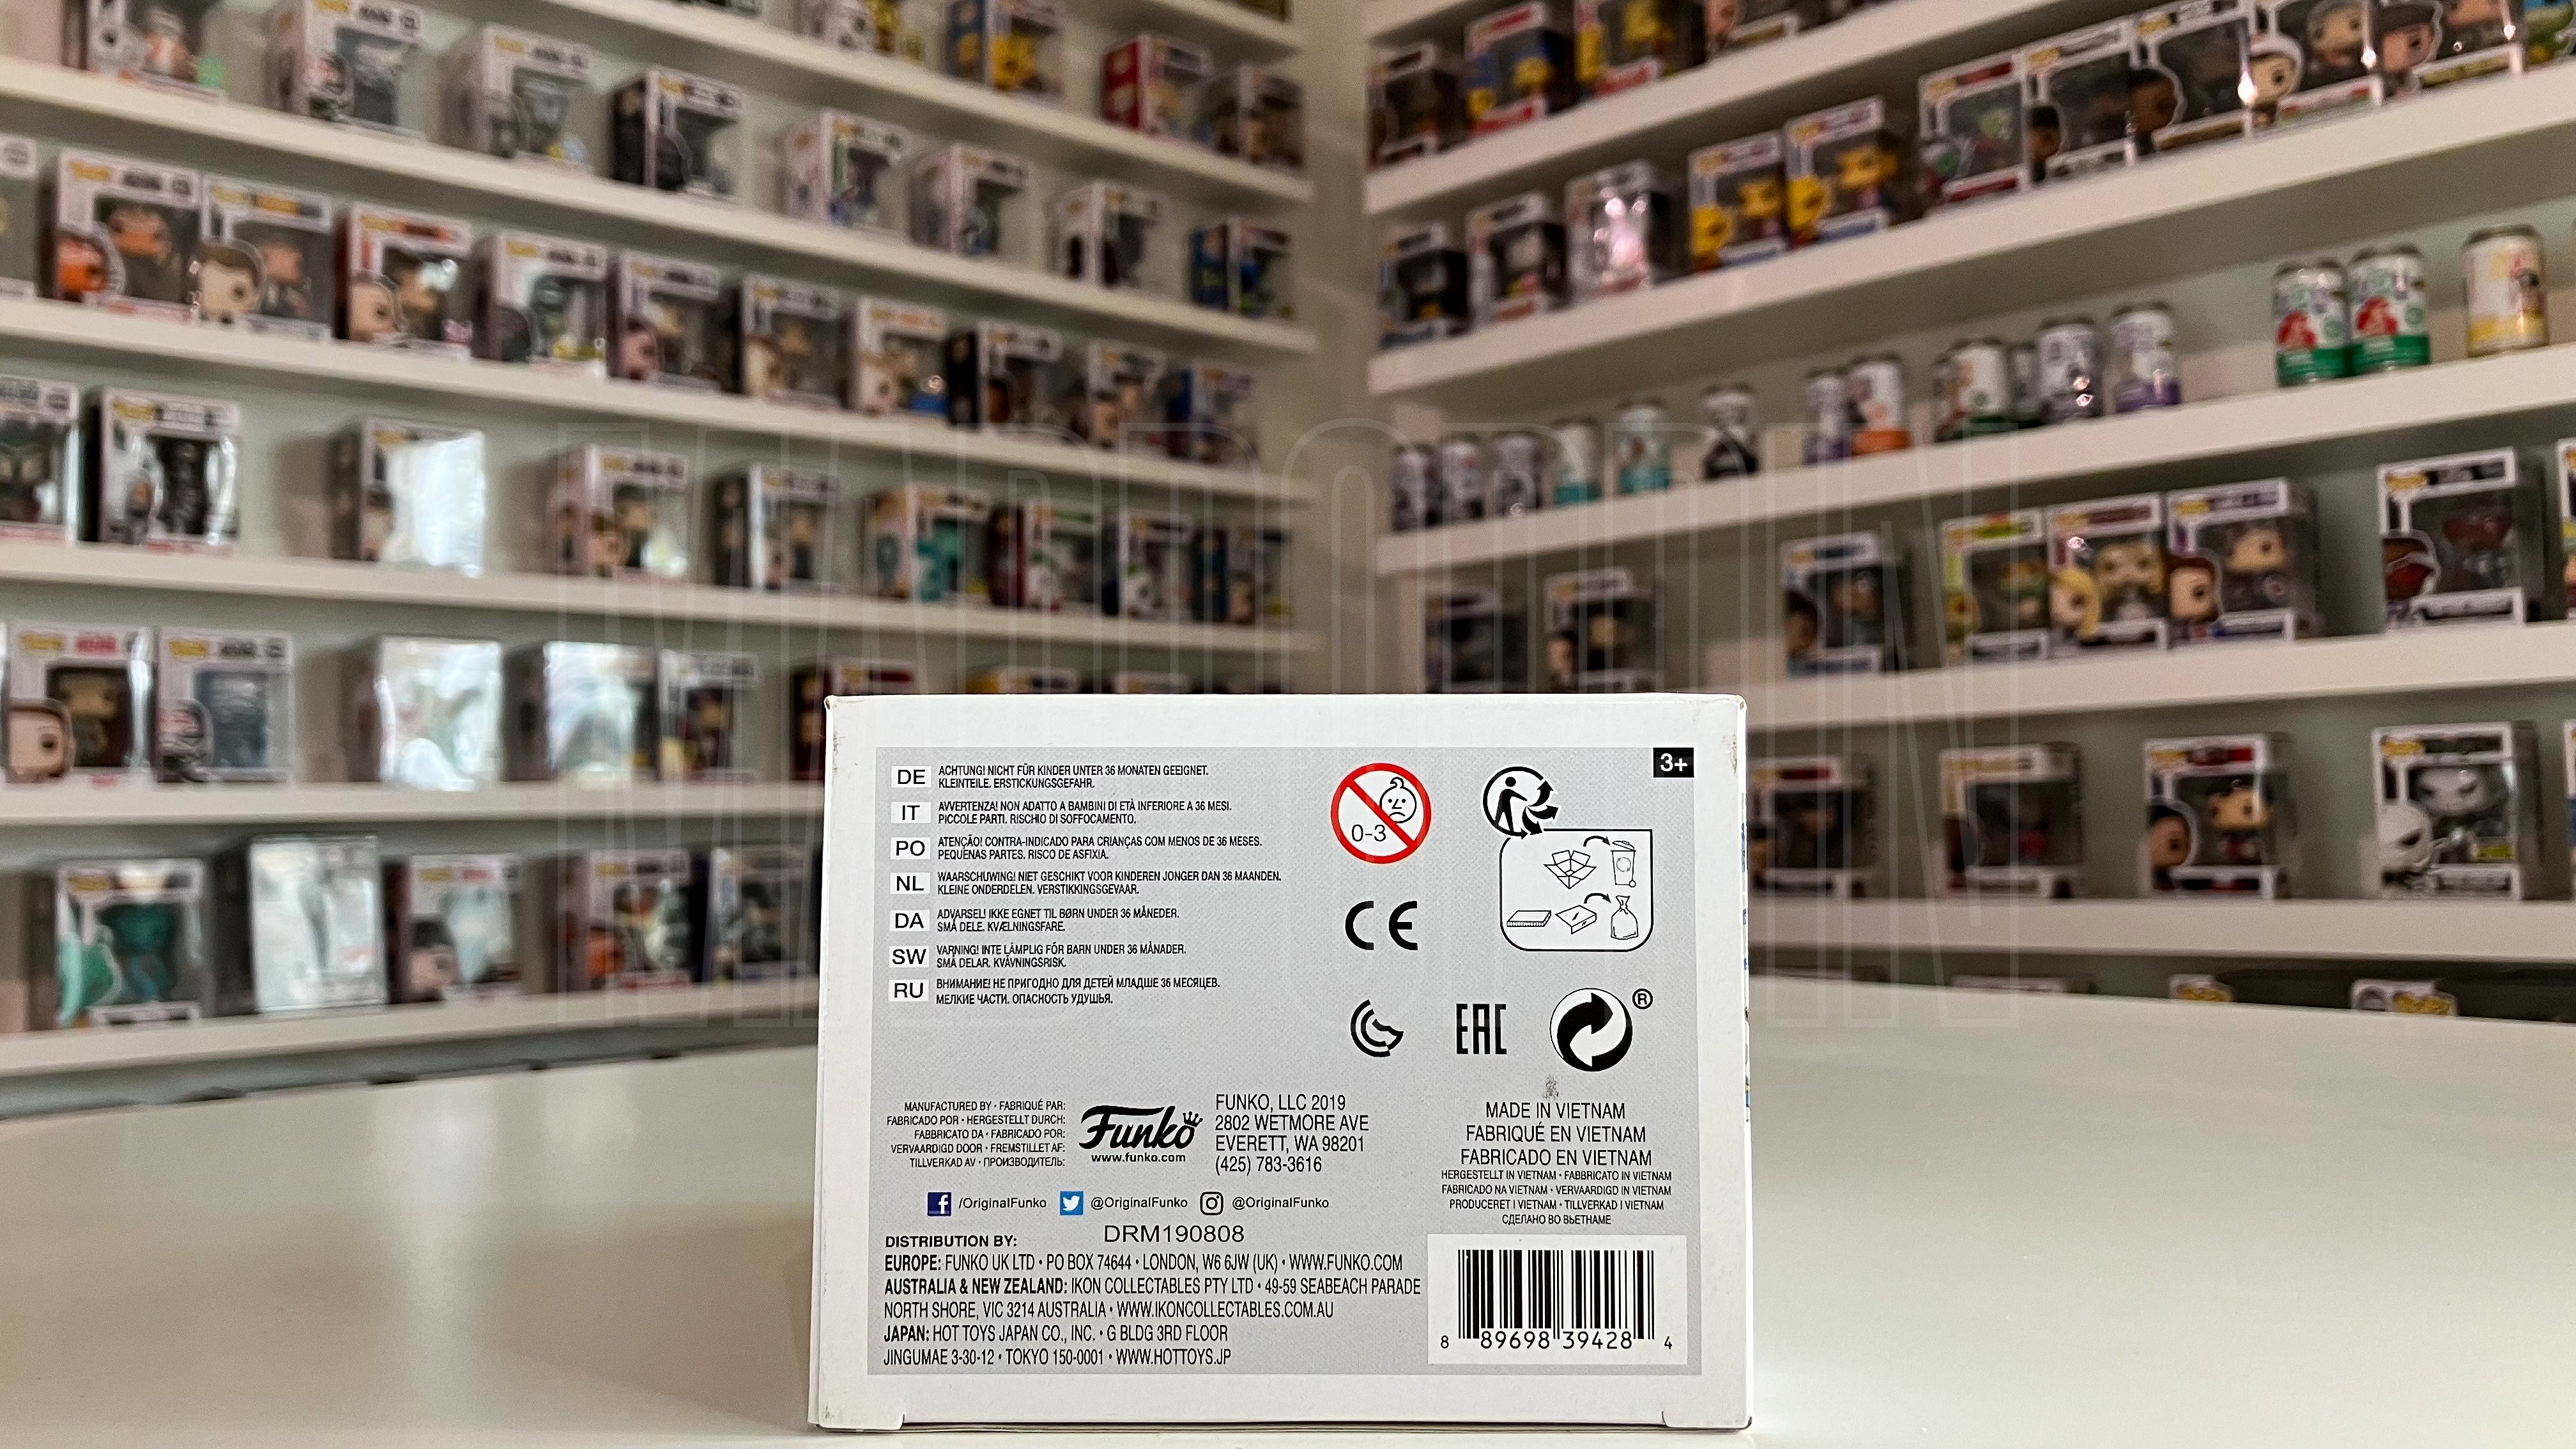 DE ACHTUNG! NICHT FÜR KINDER UNTER 36 MONATEN GEEIGNET.
KLEINTEILE. ERSTICKUNGSGEFAHR.
IT AVVERTENZA! NON ADATTO A BAMBINI DI ETÀ INFERIORE A 36 MESI.
PICCOLE PARTI. RISCHIO DI SOFFOCAMENTO.
PO ATENÇÃO! CONTRA-INDICADO PARA CRIANÇAS COM MENOS DE 36 MESES.
PEQUENAS PARTES. RISCO DE ASFIXIA.
NL WAARSCHUWING! NIET GESCHIKT VOOR KINDEREN JONGER DAN 36 MAANDEN.
KLEINE ONDERDELEN. VERSTIKKINGSGEVAAR.
DA ADVARSEL! IKKE EGNET TIL BØRN UNDER 36 MÅNEDER.
SMÅ DELE. KVÆLNINGSFARE.
SW VARNING! INTE LÄMPLIG FÖR BARN UNDER 36 MÅNADER.
SMÅ DELAR. KVÄVNINGSRISK.
RU ВНИМАНИЕ! НЕ ПРИГОДНО ДЛЯ ДЕТЕЙ МЛАДШЕ 36 МЕСЯЦЕВ.
МЕЛКИЕ ЧАСТИ. ОПАСНОСТЬ УДУШЬЯ.
0-3
3+
CE
EAC
®
MANUFACTURED BY • FABRIQUÉ PAR:
FABRICADO POR • HERGESTELLT DURCH:
FABBRICATO DA • FABRICADO POR:
VERVAARDIGD DOOR • FREMSTILLET AF:
TILLVERKAD AV • ПРОИЗВОДИТЕЛЬ:
Funko
www.funko.com
FUNKO, LLC 2019
2802 WETMORE AVE
EVERETT, WA 98201
(425) 783-3616
MADE IN VIETNAM
FABRIQUÉ EN VIETNAM
FABRICADO EN VIETNAM
HERGESTELLT IN VIETNAM • FABBRICATO IN VIETNAM
FABRICADO NA VIETNAM • VERVAARDIGD IN VIETNAM
PRODUCERET I VIETNAM • TILLVERKAD I VIETNAM
СДЕЛАНО ВО ВЬЕТНАМЕ
/OriginalFunko @OriginalFunko @OriginalFunko
DRM190808
DISTRIBUTION BY:
EUROPE: FUNKO UK LTD • PO BOX 74644 • LONDON, W6 6JW (UK) • WWW.FUNKO.COM
AUSTRALIA & NEW ZEALAND: IKON COLLECTABLES PTY LTD • 49-59 SEABEACH PARADE
NORTH SHORE, VIC 3214 AUSTRALIA • WWW.IKONCOLLECTABLES.COM.AU
JAPAN: HOT TOYS JAPAN CO., INC. • G BLDG 3RD FLOOR
JINGUMAE 3-30-12 • TOKYO 150-0001 • WWW.HOTTOYS.JP
8 89698 39428 4